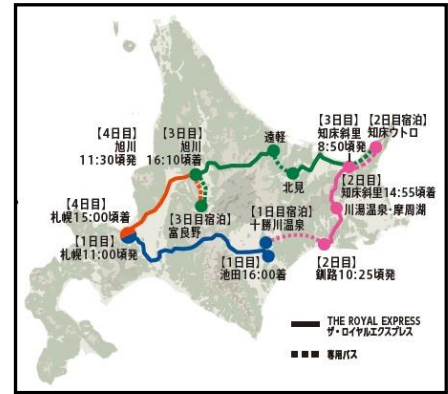 【4日目】
旭川
11:30頃発
【3日目】
旭川
16:10頃着
遠軽
北見
【3日目】
知床斜里
8:50頃発
【2日目宿泊】
知床ウトロ
【2日目】
知床斜里14:55頃着
川湯温泉・摩周湖
【4日目】
札幌15:00頃着
【1日目】
札幌11:00頃発
【3日目宿泊】
富良野
【1日目宿泊】
十勝川温泉
【1日目】
池田16:00着
【2日目】
釧路10:25頃発
THE ROYAL EXPRESS
ザ・ロイヤルエクスプレス
専用バス